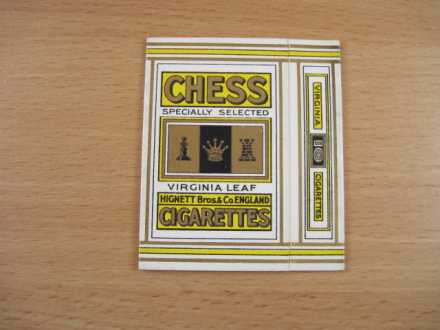 CHESS
SPECIALLY SELECTED
VIRGINIA LEAF
HIGNETT Bros & Co ENGLAND
CIGARETTES
VIRGINIA
CIGARETTES